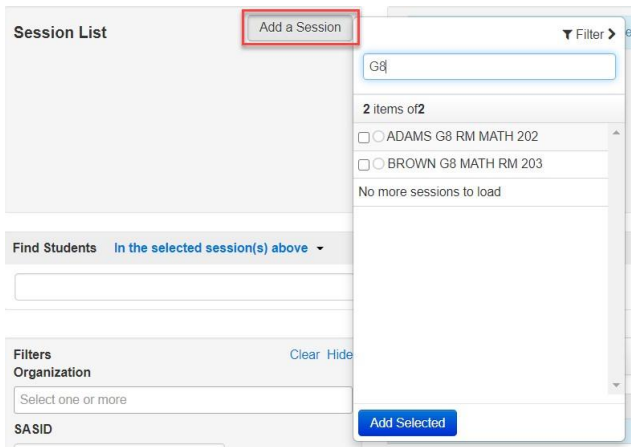 Session List
Add a Session
Filter
G8
2 items of2
ADAMS G8 RM MATH 202
BROWN G8 MATH RM 203
No more sessions to load
Find Students In the selected session(s) above
Filters
Clear Hide
Organization
Select one or more
SASID
Add Selected